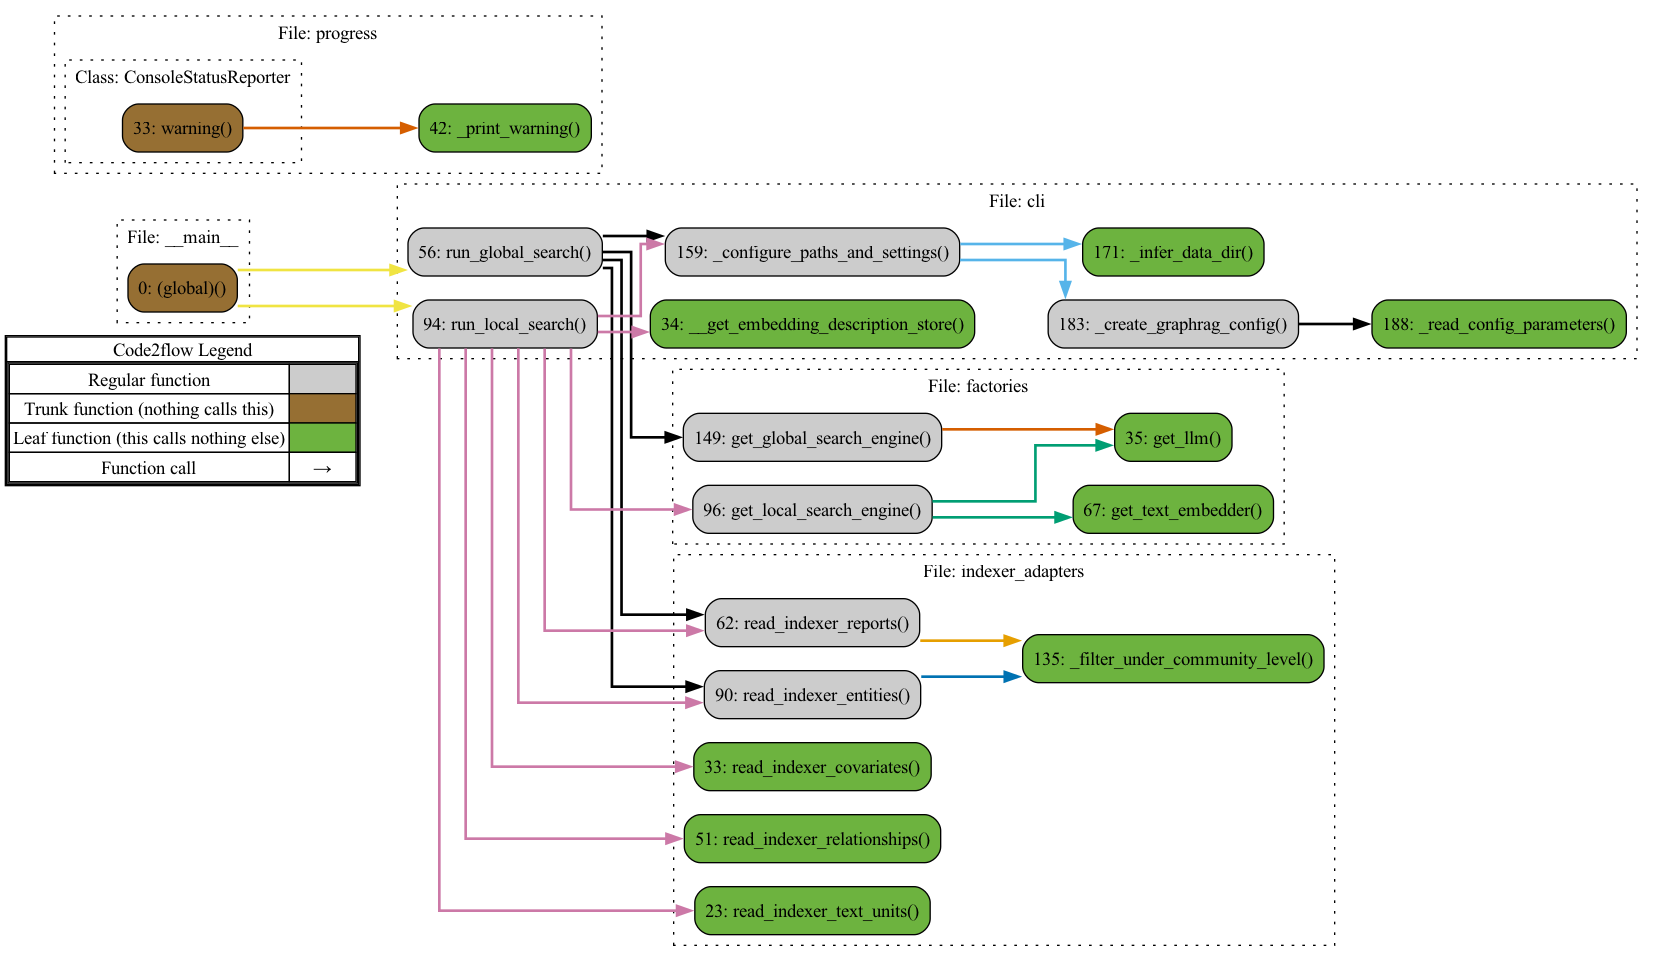 File: progress
Class: ConsoleStatusReporter
33: warning()
42: _print_warning()
File: cli
File: __main__
0: (global)()
56: run_global_search()
159: _configure_paths_and_settings()
171: _infer_data_dir()
94: run_local_search()
34: __get_embedding_description_store()
183: _create_graphrag_config()
188: _read_config_parameters()
Code2flow Legend
Regular function
Trunk function (nothing calls this)
Leaf function (this calls nothing else)
Function call →
File: factories
149: get_global_search_engine()
35: get_llm()
96: get_local_search_engine()
67: get_text_embedder()
File: indexer_adapters
62: read_indexer_reports()
135: _filter_under_community_level()
90: read_indexer_entities()
33: read_indexer_covariates()
51: read_indexer_relationships()
23: read_indexer_text_units()